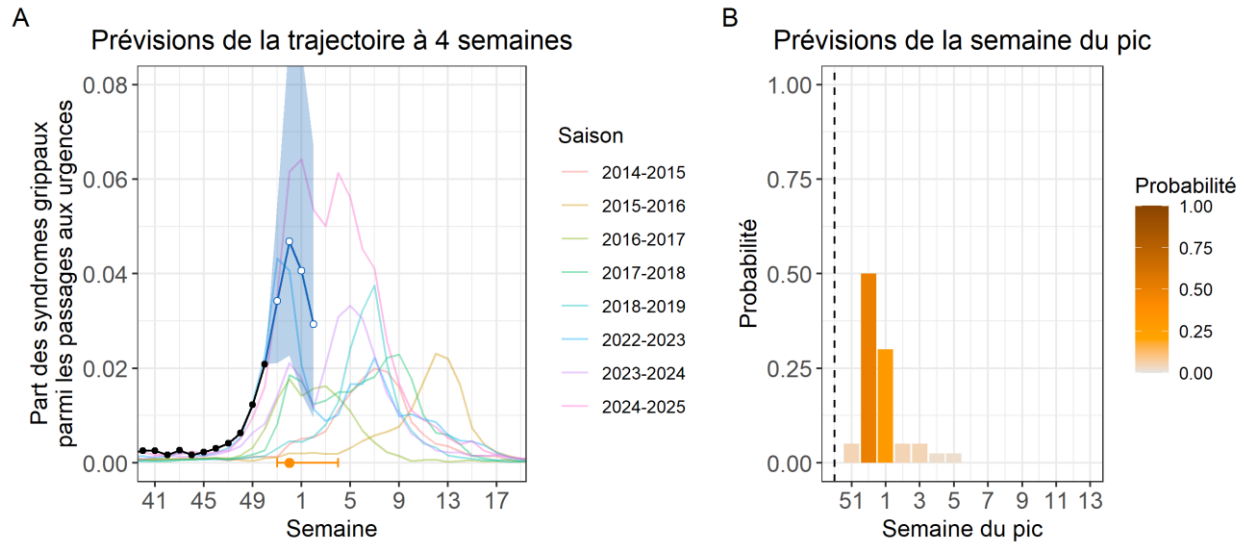 A
Prévisions de la trajectoire à 4 semaines
Part des syndromes grippaux
parmi les passages aux urgences
0.08
0.06
0.04
0.02
0.00
41 45 49 1 5 9 13 17
Semaine
Saison
2014-2015
2015-2016
2016-2017
2017-2018
2018-2019
2022-2023
2023-2024
2024-2025
B
Prévisions de la semaine du pic
Probabilité
1.00
0.75
0.50
0.25
0.00
51 1 3 5 7 9 11 13
Semaine du pic
Probabilité
1.00
0.75
0.50
0.25
0.00